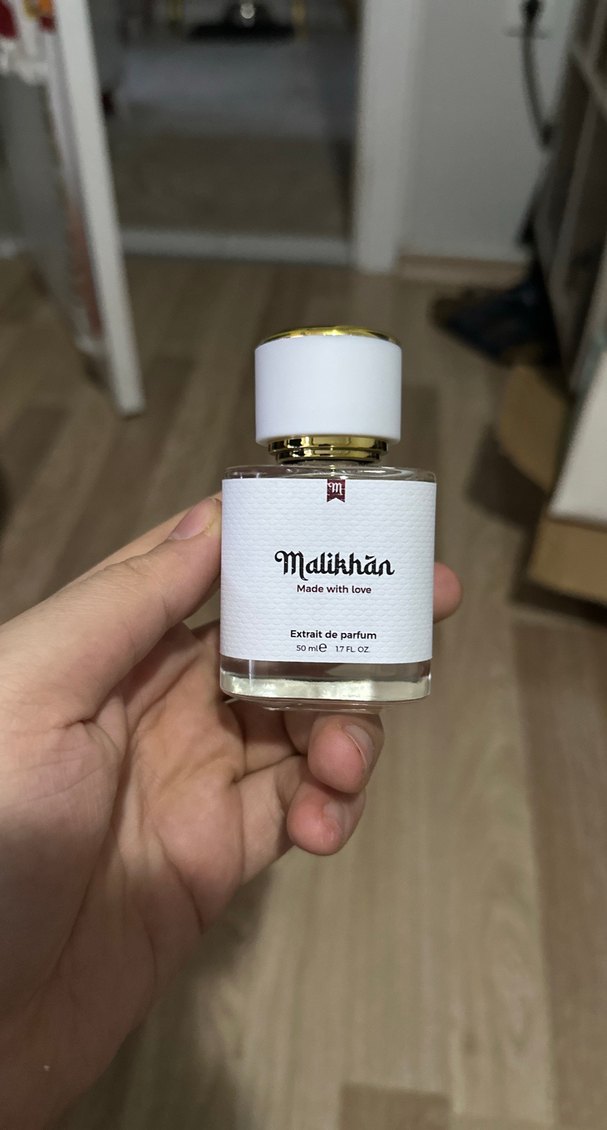 M
Malikhān
Made with love
Extrait de parfum
50 ml℮ 1.7 FL OZ.